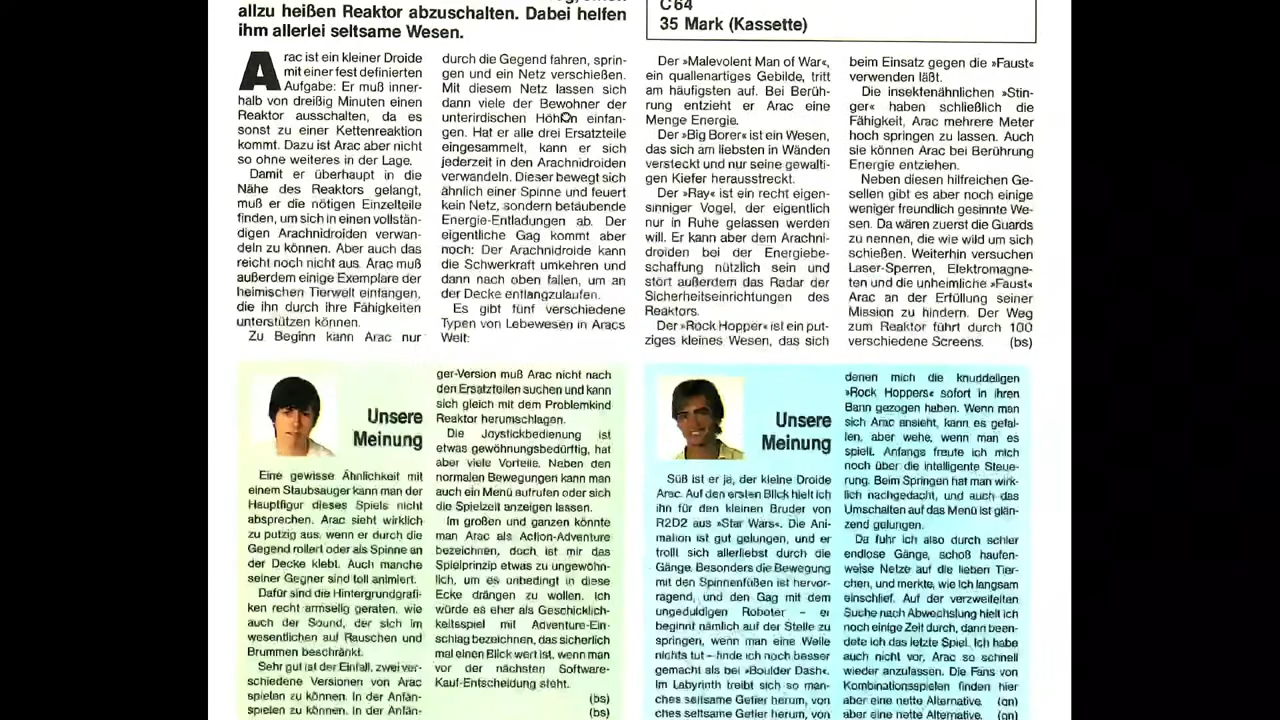 allzu heißen Reaktor abzuschalten. Dabei helfen
ihm allerlei seltsame Wesen.
C 64
35 Mark (Kassette)
Arac ist ein kleiner Droide
mit einer fest definierten
Aufgabe: Er muß inner-
halb von dreißig Minuten einen
Reaktor ausschalten, da es
sonst zu einer Kettenreaktion
kommt. Dazu ist Arac aber nicht
so ohne weiteres in der Lage.
Damit er überhaupt in die
Nähe des Reaktors gelangt,
muß er die nötigen Einzelteile
finden, um sich in einen vollstän-
digen Arachnidroiden verwan-
deln zu können. Aber auch das
reicht noch nicht aus. Arac muß
außerdem einige Exemplare der
heimischen Tierwelt einfangen,
die ihn durch ihre Fähigkeiten
unterstützen können.
Zu Beginn kann Arac nur
durch die Gegend fahren, sprin-
gen und ein Netz verschießen.
Mit diesem Netz lassen sich
dann viele der Bewohner der
unterirdischen Höhlen einfan-
gen. Hat er alle drei Ersatzteile
eingesammelt, kann er sich
jederzeit in den Arachnidroiden
verwandeln. Dieser bewegt sich
ähnlich einer Spinne und feuert
kein Netz, sondern betäubende
Energie-Entladungen ab. Der
eigentliche Gag kommt aber
noch: Der Arachnidroide kann
die Schwerkraft umkehren und
dann nach oben fallen, um an
der Decke entlangzulaufen.
Es gibt fünf verschiedene
Typen von Lebewesen in Aracs
Welt:
Der »Malevolent Man of War«,
ein quallenartiges Gebilde, tritt
am häufigsten auf. Bei Berüh-
rung entzieht er Arac eine
Menge Energie.
Der »Big Borer« ist ein Wesen,
das sich am liebsten in Wänden
versteckt und nur seine gewalti-
gen Kiefer herausstreckt.
Der »Ray« ist ein recht eigen-
sinniger Vogel, der eigentlich
nur in Ruhe gelassen werden
will. Er kann aber dem Arachni-
droiden bei der Energiebe-
schaffung nützlich sein und
stört außerdem das Radar der
Sicherheitseinrichtungen des
Reaktors.
Der »Rock Hopper« ist ein put-
ziges kleines Wesen, das sich
beim Einsatz gegen die »Faust«
verwenden läßt.
Die insektenähnlichen »Stin-
ger« haben schließlich die
Fähigkeit, Arac mehrere Meter
hoch springen zu lassen. Auch
sie können Arac bei Berührung
Energie entziehen.
Neben diesen hilfreichen Ge-
sellen gibt es aber noch einige
weniger freundlich gesinnte We-
sen. Da wären zuerst die Guards
zu nennen, die wie wild um sich
schießen. Weiterhin versuchen
Laser-Sperren, Elektromagne-
ten und die unheimliche »Faust«
Arac an der Erfüllung seiner
Mission zu hindern. Der Weg
zum Reaktor führt durch 100
verschiedene Screens. (bs)
Unsere
Meinung
Eine gewisse Ähnlichkeit mit
einem Staubsauger kann man der
Hauptfigur dieses Spiels nicht
absprechen. Arac sieht wirklich
zu putzig aus, wenn er durch die
Gegend rollert oder als Spinne an
der Decke klebt. Auch manche
seiner Gegner sind toll animiert.
Dafür sind die Hintergrundgrafi-
ken recht armselig geraten, wie
auch der Sound, der sich im
wesentlichen auf Rauschen und
Brummen beschränkt.
Sehr gut ist der Einfall, zwei ver-
schiedene Versionen von Arac
spielen zu können. In der Anfän-
spielen zu können. In der Anfän-
ger-Version muß Arac nicht nach
den Ersatzteilen suchen und kann
sich gleich mit dem Problemkind
Reaktor herumschlagen.
Die Joystickbedienung ist
etwas gewöhnungsbedürftig, hat
aber viele Vorteile. Neben den
normalen Bewegungen kann man
auch ein Menü aufrufen oder sich
die Spielzeit anzeigen lassen.
Im großen und ganzen könnte
man Arac als Action-Adventure
bezeichnen, doch ist mir das
Spielprinzip etwas zu ungewöhn-
lich, um es unbedingt in diese
Ecke drängen zu wollen. Ich
würde es eher als Geschicklich-
keitsspiel mit Adventure-Ein-
schlag bezeichnen, das sicherlich
mal einen Blick wert ist, wenn man
vor der nächsten Software-
Kauf-Entscheidung steht.
(bs)
(bs)
Unsere
Meinung
Süß ist er ja, der kleine Droide
Arac. Auf den ersten Blick hielt ich
ihn für den kleinen Bruder von
R2D2 aus »Star Wars«. Die Ani-
mation ist gut gelungen, und er
trollt sich allerliebst durch die
Gänge. Besonders die Bewegung
mit den Spinnenfüßen ist hervor-
ragend, und den Gag mit dem
ungeduldigen Roboter – er
beginnt nämlich auf der Stelle zu
springen, wenn man eine Weile
nichts tut – finde ich noch besser
gemacht als bei »Boulder Dash«.
Im Labyrinth treibt sich so man-
ches seltsame Getier herum, von
ches seltsame Getier herum, von
denen mich die knuddeligen
»Rock Hoppers« sofort in ihren
Bann gezogen haben. Wenn man
sich Arac ansieht, kann es gefal-
len, aber wehe, wenn man es
spielt. Anfangs freute ich mich
noch über die intelligente Steue-
rung. Beim Springen hat man wirk-
lich nachgedacht, und auch das
Umschalten auf das Menü ist glän-
zend gelungen.
Da fuhr ich also durch schier
endlose Gänge, schoß haufen-
weise Netze auf die lieben Tier-
chen, und merkte, wie ich langsam
einschlief. Auf der verzweifelten
Suche nach Abwechslung hielt ich
noch einige Zeit durch, dann been-
dete ich das letzte Spiel. Ich habe
auch nicht vor, Arac so schnell
wieder anzufassen. Die Fans von
Kombinationsspielen finden hier
aber eine nette Alternative. (gn)
aber eine nette Alternative. (gn)